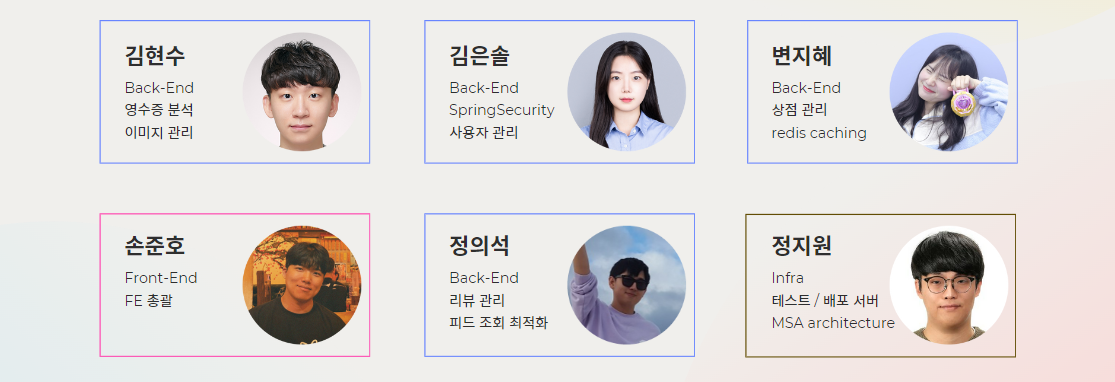 김현수
Back-End
영수증 분석
이미지 관리
김은솔
Back-End
SpringSecurity
사용자 관리
변지혜
Back-End
상점 관리
redis caching
손준호
Front-End
FE 총괄
정의석
Back-End
리뷰 관리
피드 조회 최적화
정지원
Infra
테스트 / 배포 서버
MSA architecture